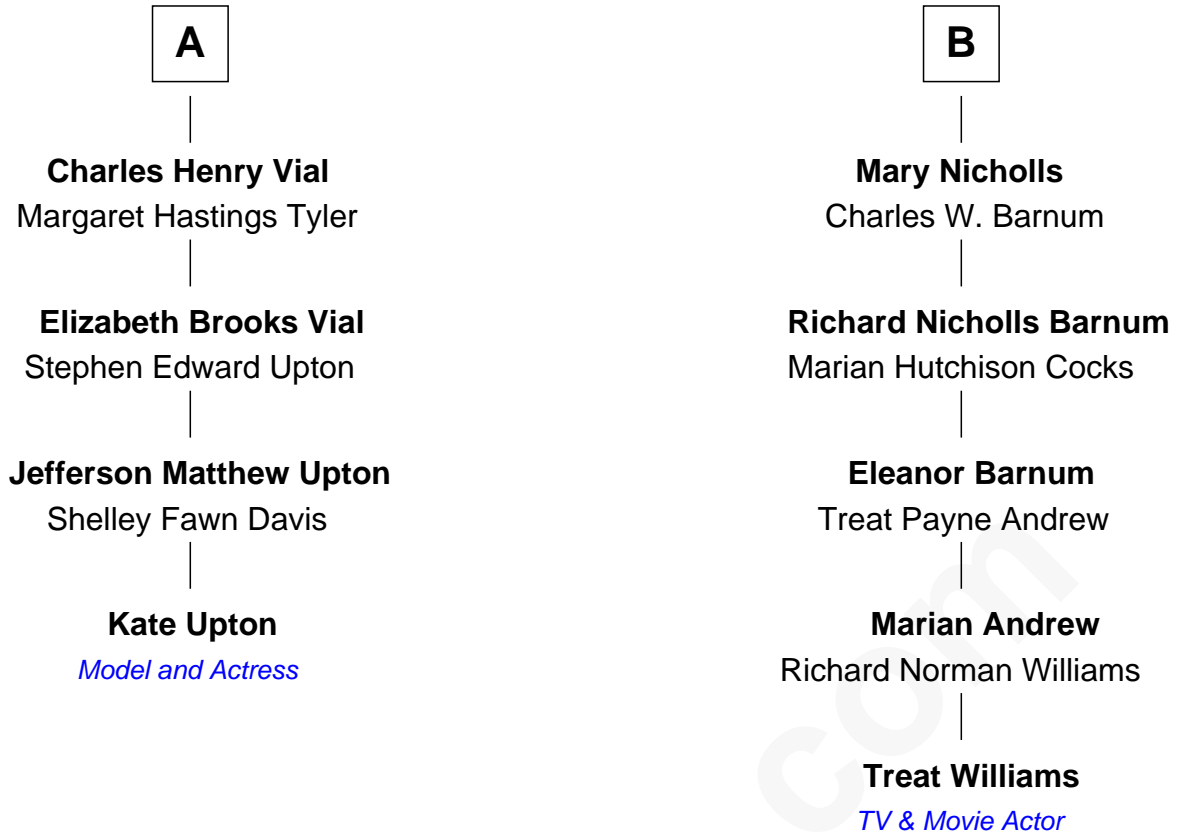 A
Charles Henry Vial
Margaret Hastings Tyler
Elizabeth Brooks Vial
Stephen Edward Upton
Jefferson Matthew Upton
Shelley Fawn Davis
Kate Upton
Model and Actress
B
Mary Nicholls
Charles W. Barnum
Richard Nicholls Barnum
Marian Hutchison Cocks
Eleanor Barnum
Treat Payne Andrew
Marian Andrew
Richard Norman Williams
Treat Williams
TV & Movie Actor
com